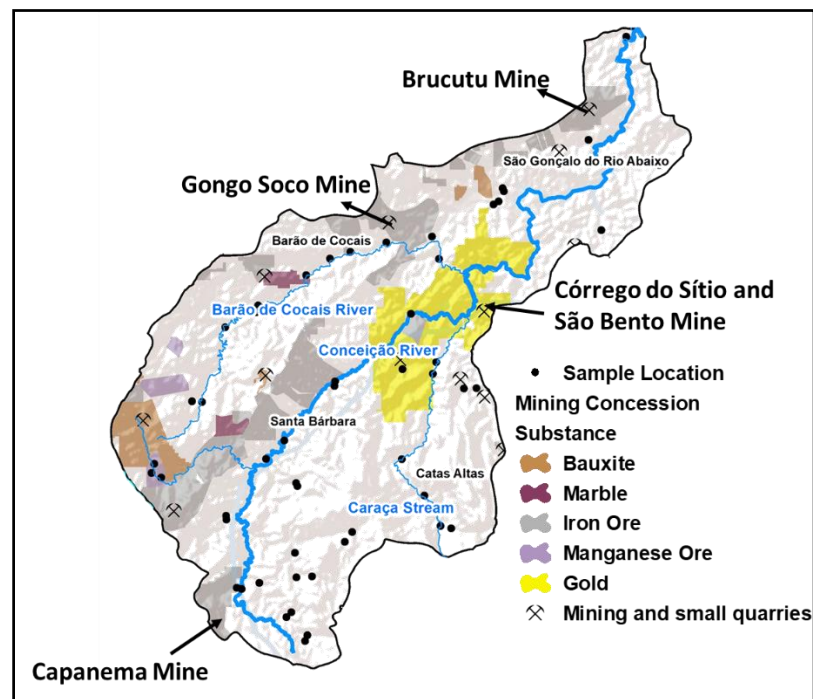 Brucutu Mine
São Gonçalo do Rio Abaixo
Gongo Soco Mine
Barão de Cocais
Córrego do Sítio and
São Bento Mine
Barão de Cocais River
Conceição River
Sample Location
Mining Concession
Santa Bárbara
Substance
Bauxite
Catas Altas
Marble
Caraça Stream
Iron Ore
Manganese Ore
Gold
Mining and small quarries
Capanema Mine